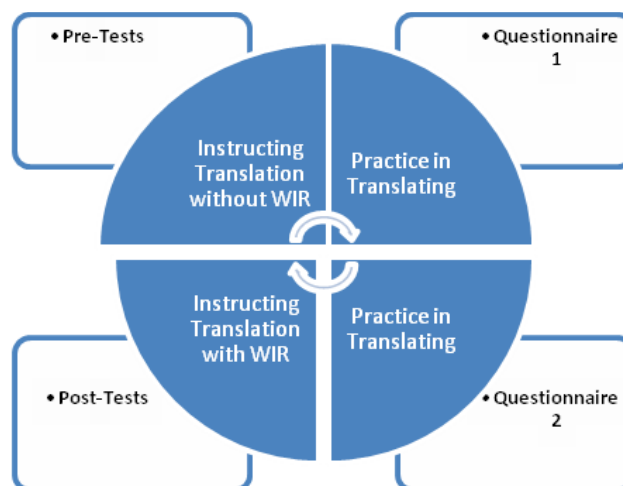 • Pre-Tests
• Questionnaire
1
Instructing
Translation
without WIR
Practice in
Translating
Instructing
Translation
with WIR
Practice in
Translating
• Post-Tests
• Questionnaire
2